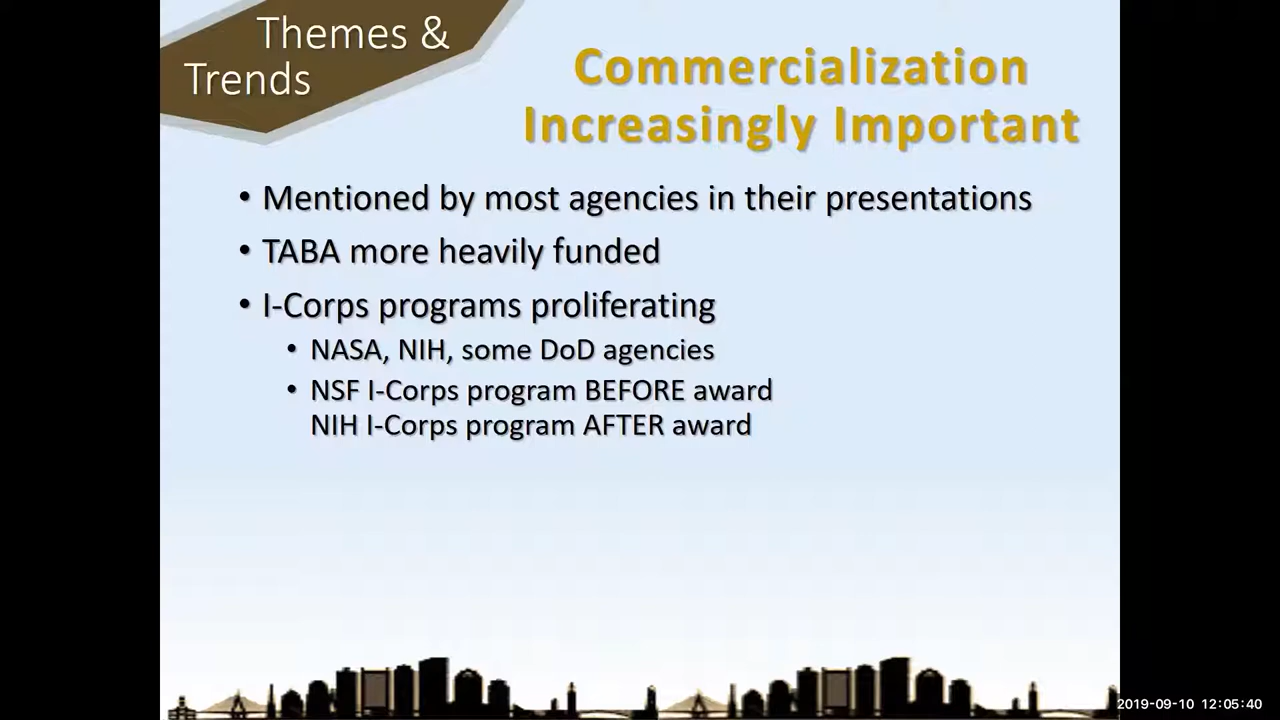 Themes &
Trends
Commercialization
Increasingly Important
• Mentioned by most agencies in their presentations
• TABA more heavily funded
• I-Corps programs proliferating
• NASA, NIH, some DoD agencies
• NSF I-Corps program BEFORE award
NIH I-Corps program AFTER award
2019-09-10 12:05:40